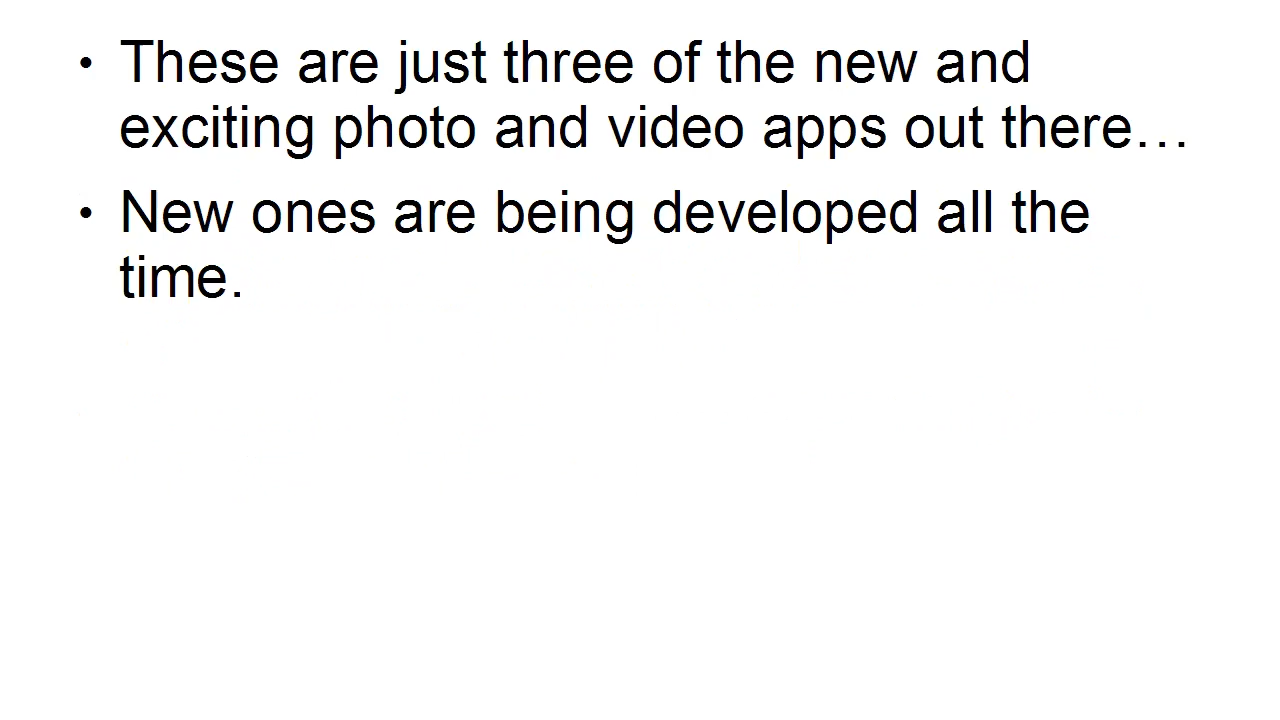 • These are just three of the new and
exciting photo and video apps out there…
• New ones are being developed all the
time.